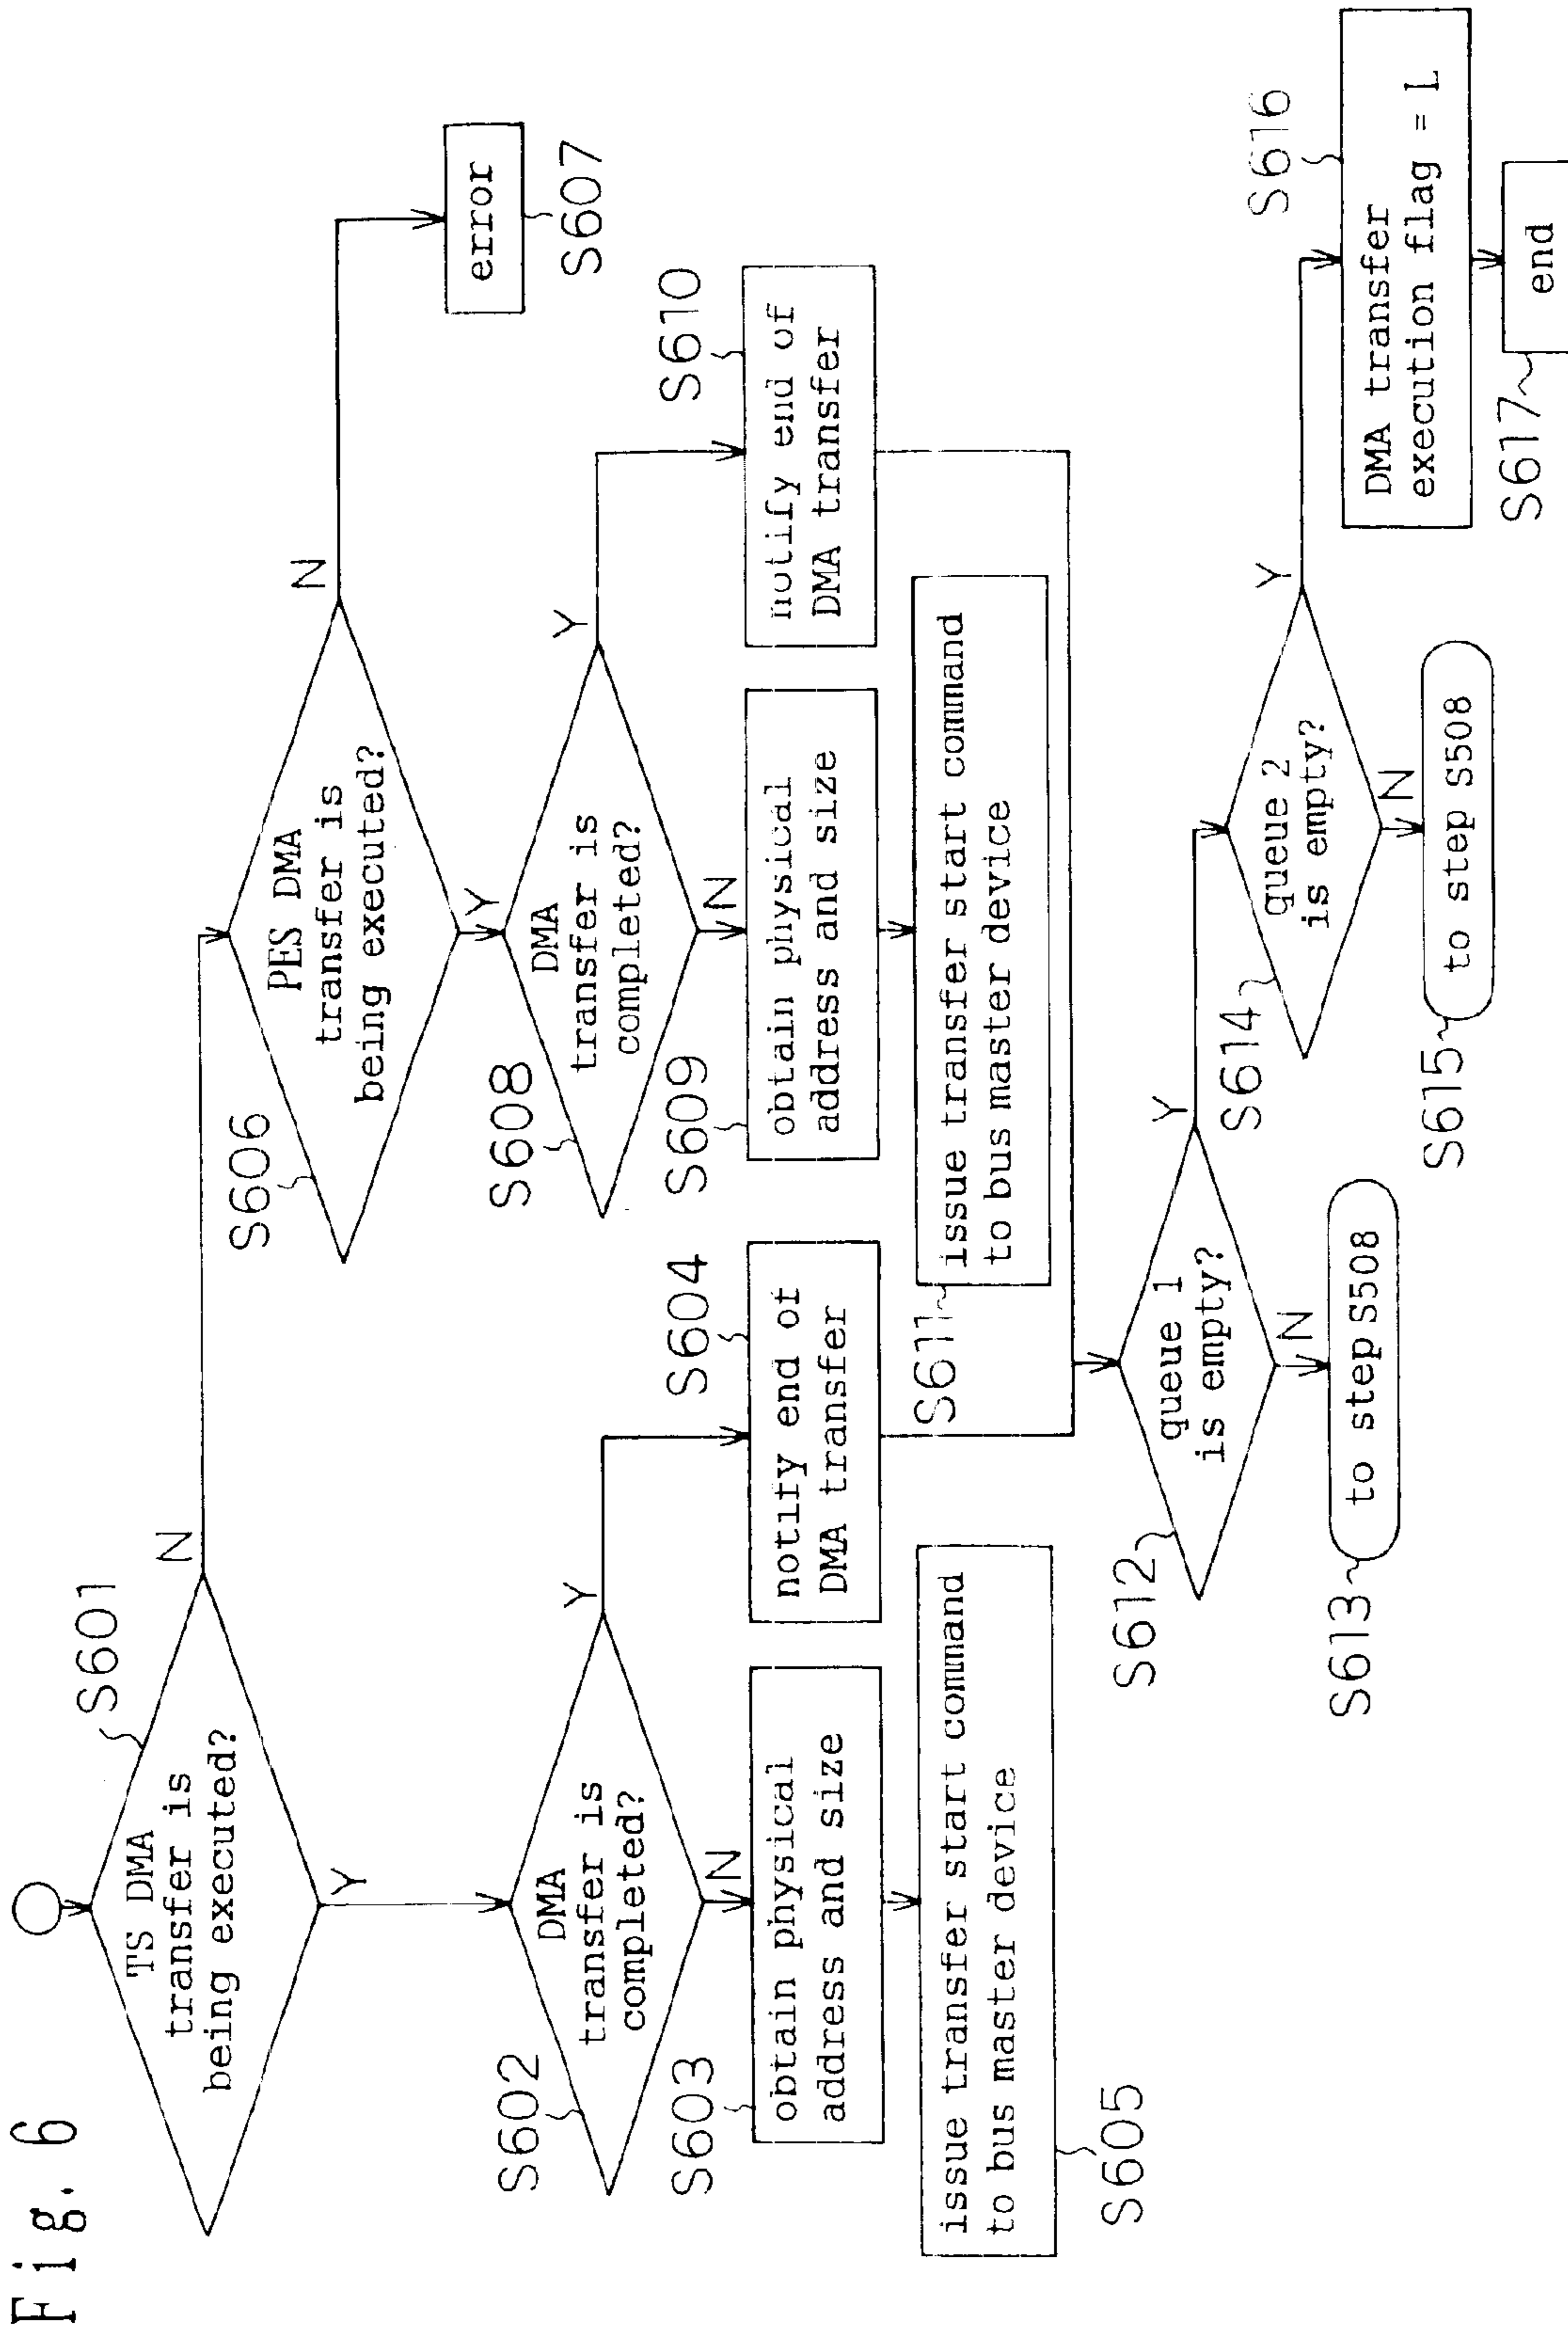 Fig. 6
S601
TS DMA
transfer is
being executed?
N
Y
S606
PES DMA
transfer is
being executed?
N
Y
error
S607
S602
DMA
transfer is
completed?
Y
N
S608
DMA
transfer is
completed?
Y
N
S603
obtain physical
address and size
S604
notify end of
DMA transfer
S609
obtain physical
address and size
S610
notify end of
DMA transfer
issue transfer start command
to bus master device
S605
S611
issue transfer start command
to bus master device
S612
queue 1
is empty?
Y
N
S614
queue 2
is empty?
Y
N
S616
DMA transfer
execution flag = L
S613
to step S508
S615
to step S508
S617
end